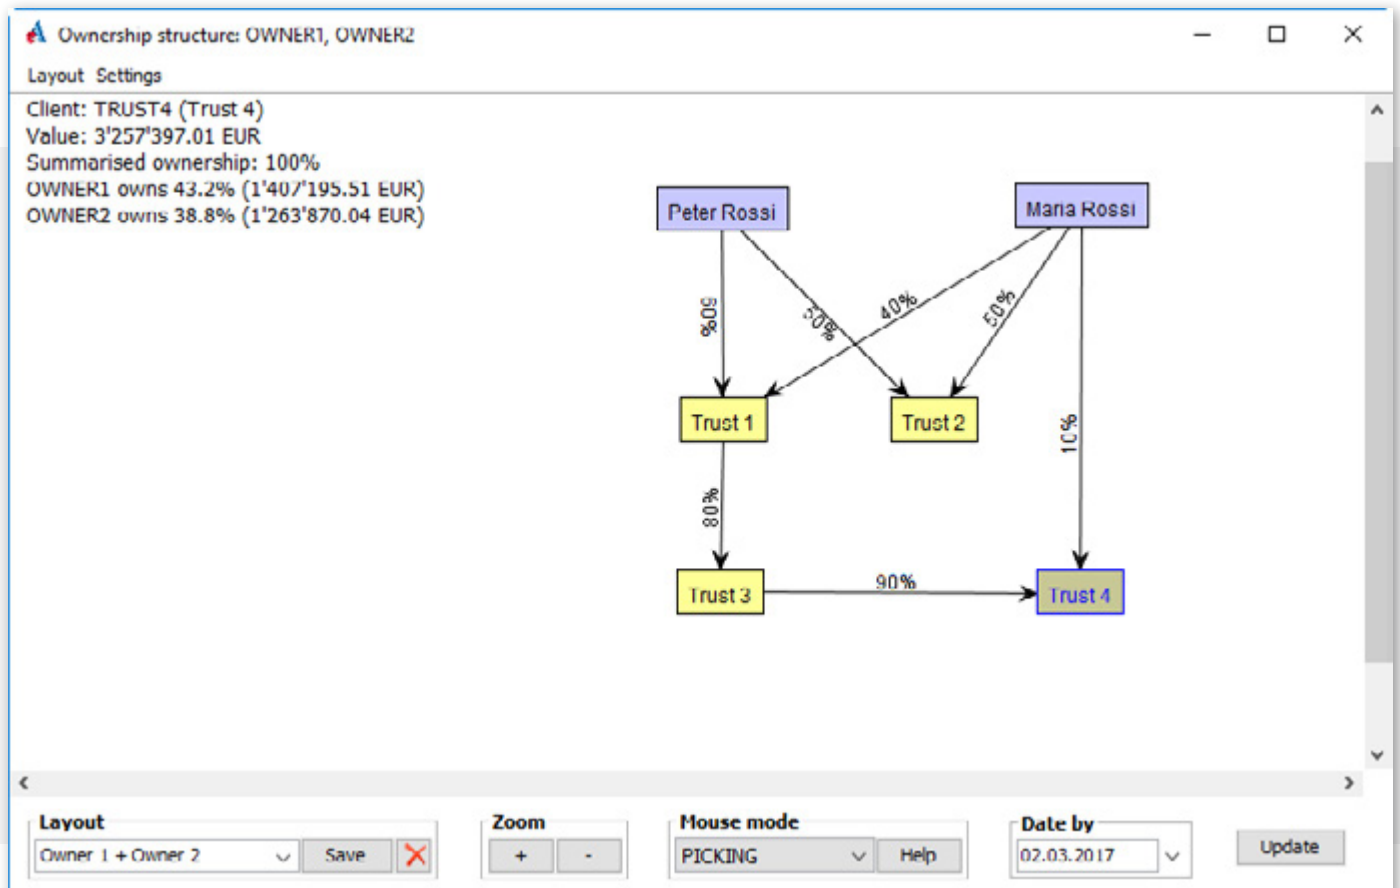 Ownership structure: OWNER1, OWNER2
Layout Settings
Client: TRUST4 (Trust 4)
Value: 3'257'397.01 EUR
Summarised ownership: 100%
OWNER1 owns 43.2% (1'407'195.51 EUR)
OWNER2 owns 38.8% (1'263'870.04 EUR)
Peter Rossi
Maria Rossi
60%
50%
40%
50%
Trust 1
Trust 2
10%
80%
Trust 3
90%
Trust 4
Layout
Owner 1 + Owner 2
Save
Zoom
+
-
Mouse mode
PICKING
Help
Date by
02.03.2017
Update